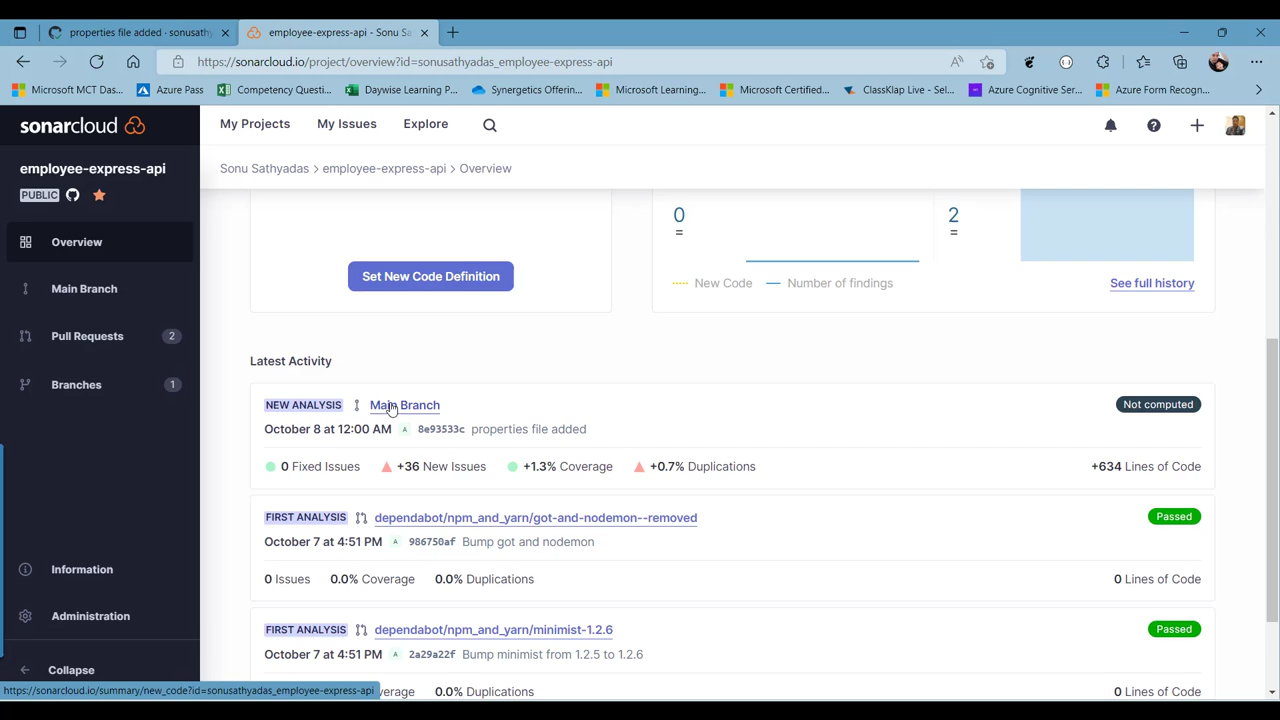 properties file added · sonusath
employee-express-api - Sonu Sa
https://sonarcloud.io/project/overview?id=sonusathyadas_employee-express-api
Microsoft MCT Das...
Azure Pass
Competency Questi...
Daywise Learning P...
Synergetics Offerin...
Microsoft Learning...
Microsoft Certified...
ClassKlap Live - Sel...
Azure Cognitive Ser...
Azure Form Recogn...
sonarcloud
My Projects
My Issues
Explore
employee-express-api
PUBLIC
Sonu Sathyadas > employee-express-api > Overview
Overview
Main Branch
Pull Requests 2
Branches 1
Information
Administration
Collapse
0
=
2
=
Set New Code Definition
New Code
Number of findings
See full history
Latest Activity
NEW ANALYSIS Main Branch Not computed
October 8 at 12:00 AM A 8e93533c properties file added
0 Fixed Issues +36 New Issues +1.3% Coverage +0.7% Duplications +634 Lines of Code
FIRST ANALYSIS dependabot/npm_and_yarn/got-and-nodemon--removed Passed
October 7 at 4:51 PM A 986750af Bump got and nodemon
0 Issues 0.0% Coverage 0.0% Duplications 0 Lines of Code
FIRST ANALYSIS dependabot/npm_and_yarn/minimist-1.2.6 Passed
October 7 at 4:51 PM A 2a29a22f Bump minimist from 1.2.5 to 1.2.6
verage 0.0% Duplications 0 Lines of Code
https://sonarcloud.io/summary/new_code?id=sonusathyadas_employee-express-api